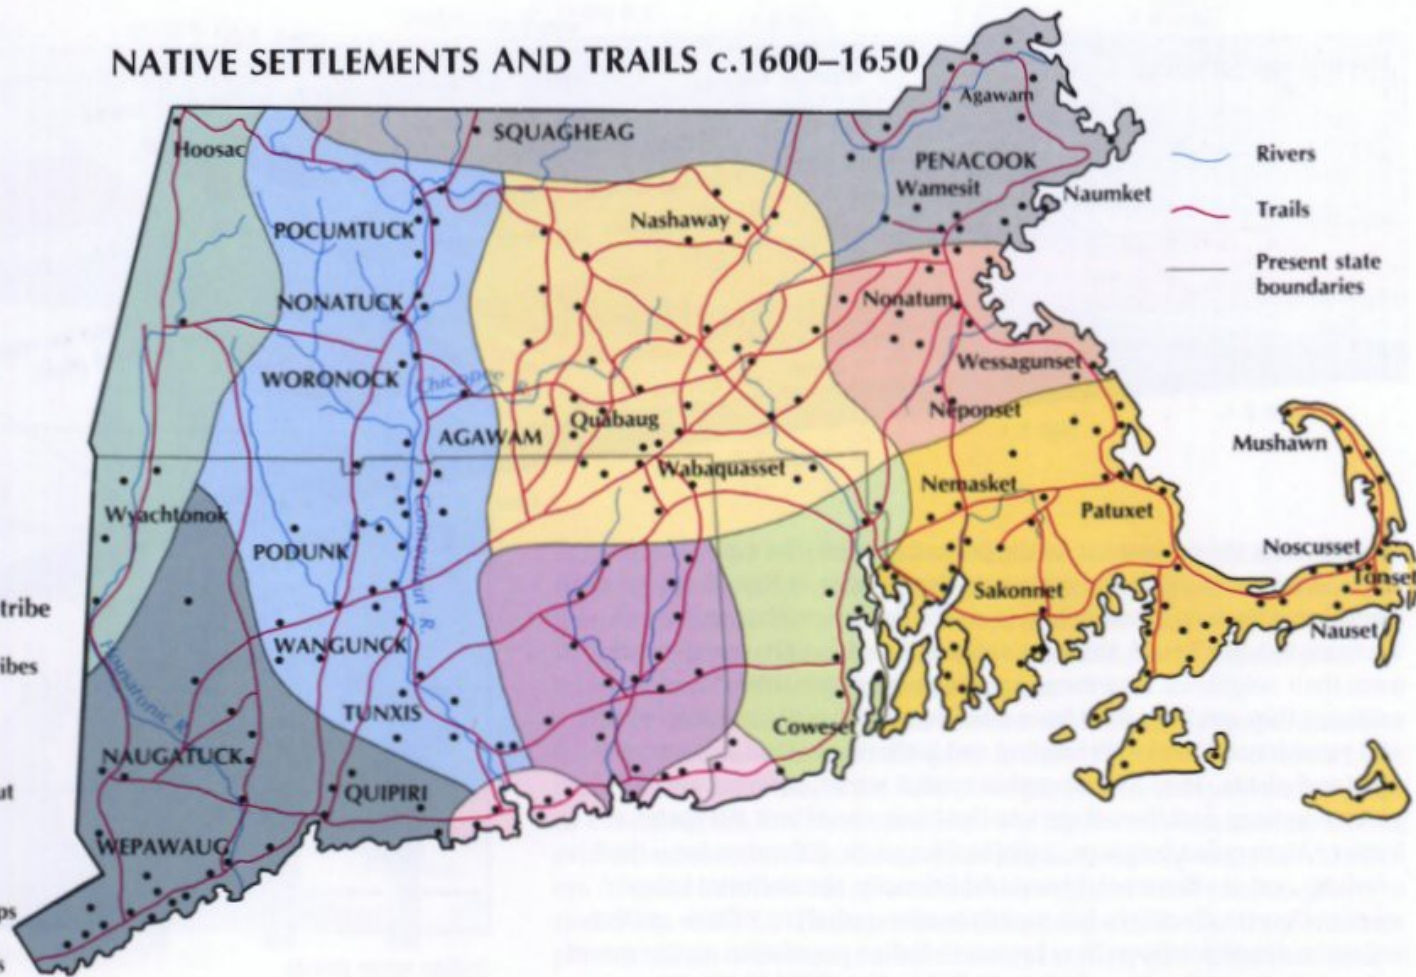 NATIVE SETTLEMENTS AND TRAILS c.1600–1650
Agawam
Hoosac
SQUAGHEAG
PENACOOK
Rivers
Wamesit
Naumket
POCUMTUCK
Nashaway
Trails
Present state
boundaries
NONATUCK
Nonatum
Wessagunset
WORONOCK
Chicopee R.
Neponset
Quabaug
AGAWAM
Mushawn
Wabaquasset
Nemasket
Wyachtonok
Connecticut R.
Patuxet
PODUNK
Noscusset
Tonset
tribe
Sakonnet
Nauset
WANGUNCK
ibes
Housatonic R.
TUNXIS
Coweset
NAUGATUCK
QUIPIRI
ut
WEPAWAUG
ps
s